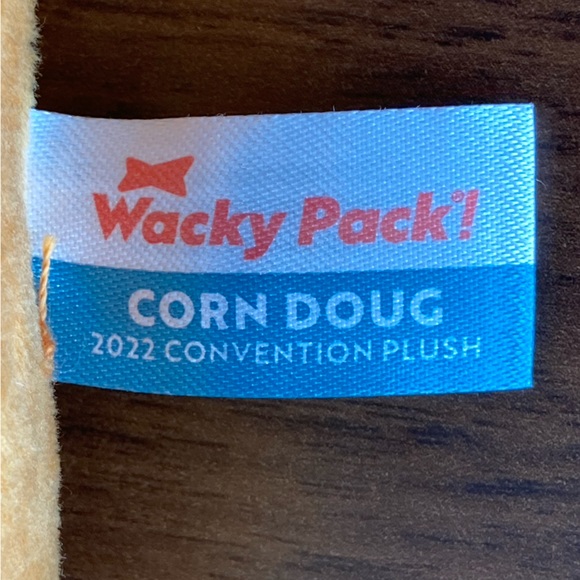 Wacky Pack®!
CORN DOUG
2022 CONVENTION PLUSH